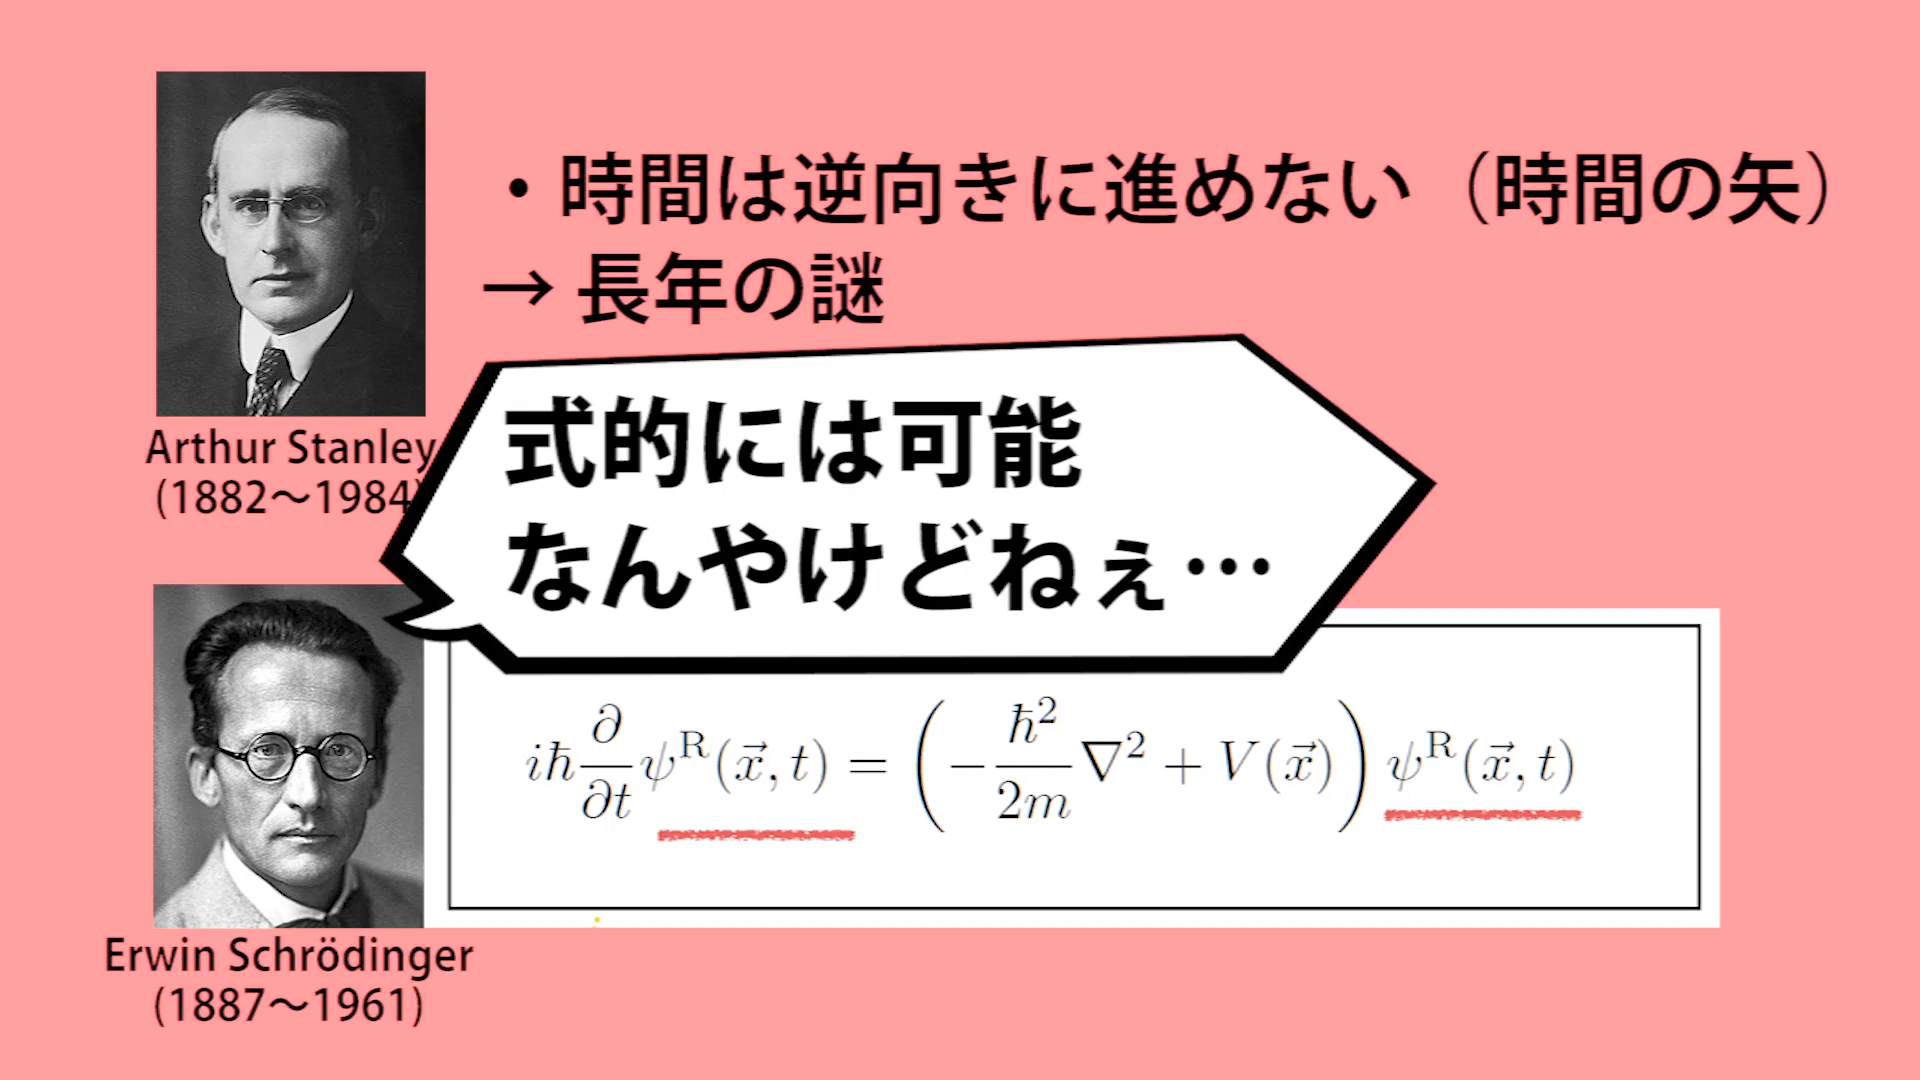 ・時間は逆向きに進めない（時間の矢）
→ 長年の謎
Arthur Stanley
(1882～1984)
式的には可能
なんやけどねぇ…
iħ ∂/∂t ψ^R(x⃗, t) = ( − ħ²/2m ∇² + V(x⃗) ) ψ^R(x⃗, t)
Erwin Schrödinger
(1887～1961)